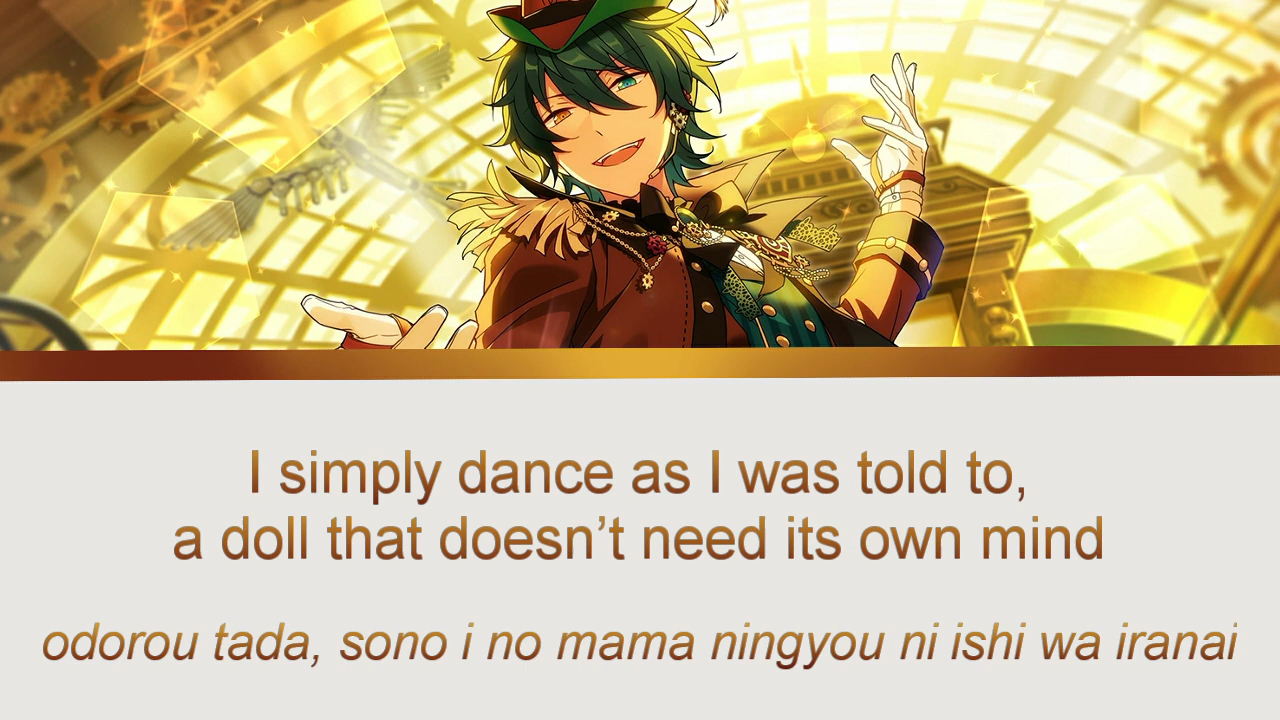 I simply dance as I was told to,
a doll that doesn’t need its own mind
odorou tada, sono i no mama ningyou ni ishi wa iranai